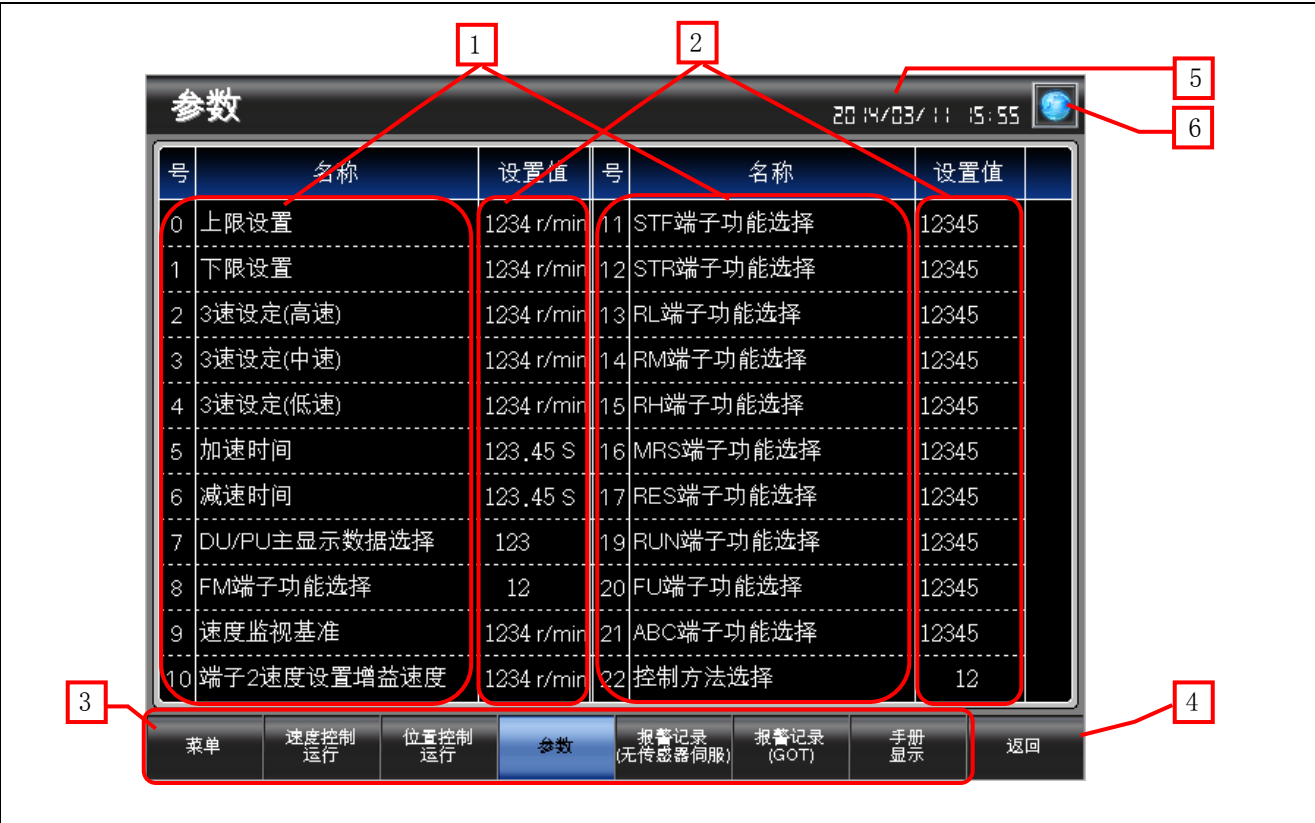 1
2
5
参数
2014/03/11 15:55
6
号 名称 设置值 号 名称 设置值
0 上限设置 1234 r/min 11 STF端子功能选择 12345
1 下限设置 1234 r/min 12 STR端子功能选择 12345
2 3速设定(高速) 1234 r/min 13 RL端子功能选择 12345
3 3速设定(中速) 1234 r/min 14 RM端子功能选择 12345
4 3速设定(低速) 1234 r/min 15 RH端子功能选择 12345
5 加速时间 123.45 S 16 MRS端子功能选择 12345
6 减速时间 123.45 S 17 RES端子功能选择 12345
7 DU/PU主显示数据选择 123 19 RUN端子功能选择 12345
8 FM端子功能选择 12 20 FU端子功能选择 12345
9 速度监视基准 1234 r/min 21 ABC端子功能选择 12345
10 端子2速度设置增益速度 1234 r/min 22 控制方法选择 12
3
4
菜单
速度控制
运行
位置控制
运行
参数
报警记录
(无传感器伺服)
报警记录
(GOT)
手册
显示
返回